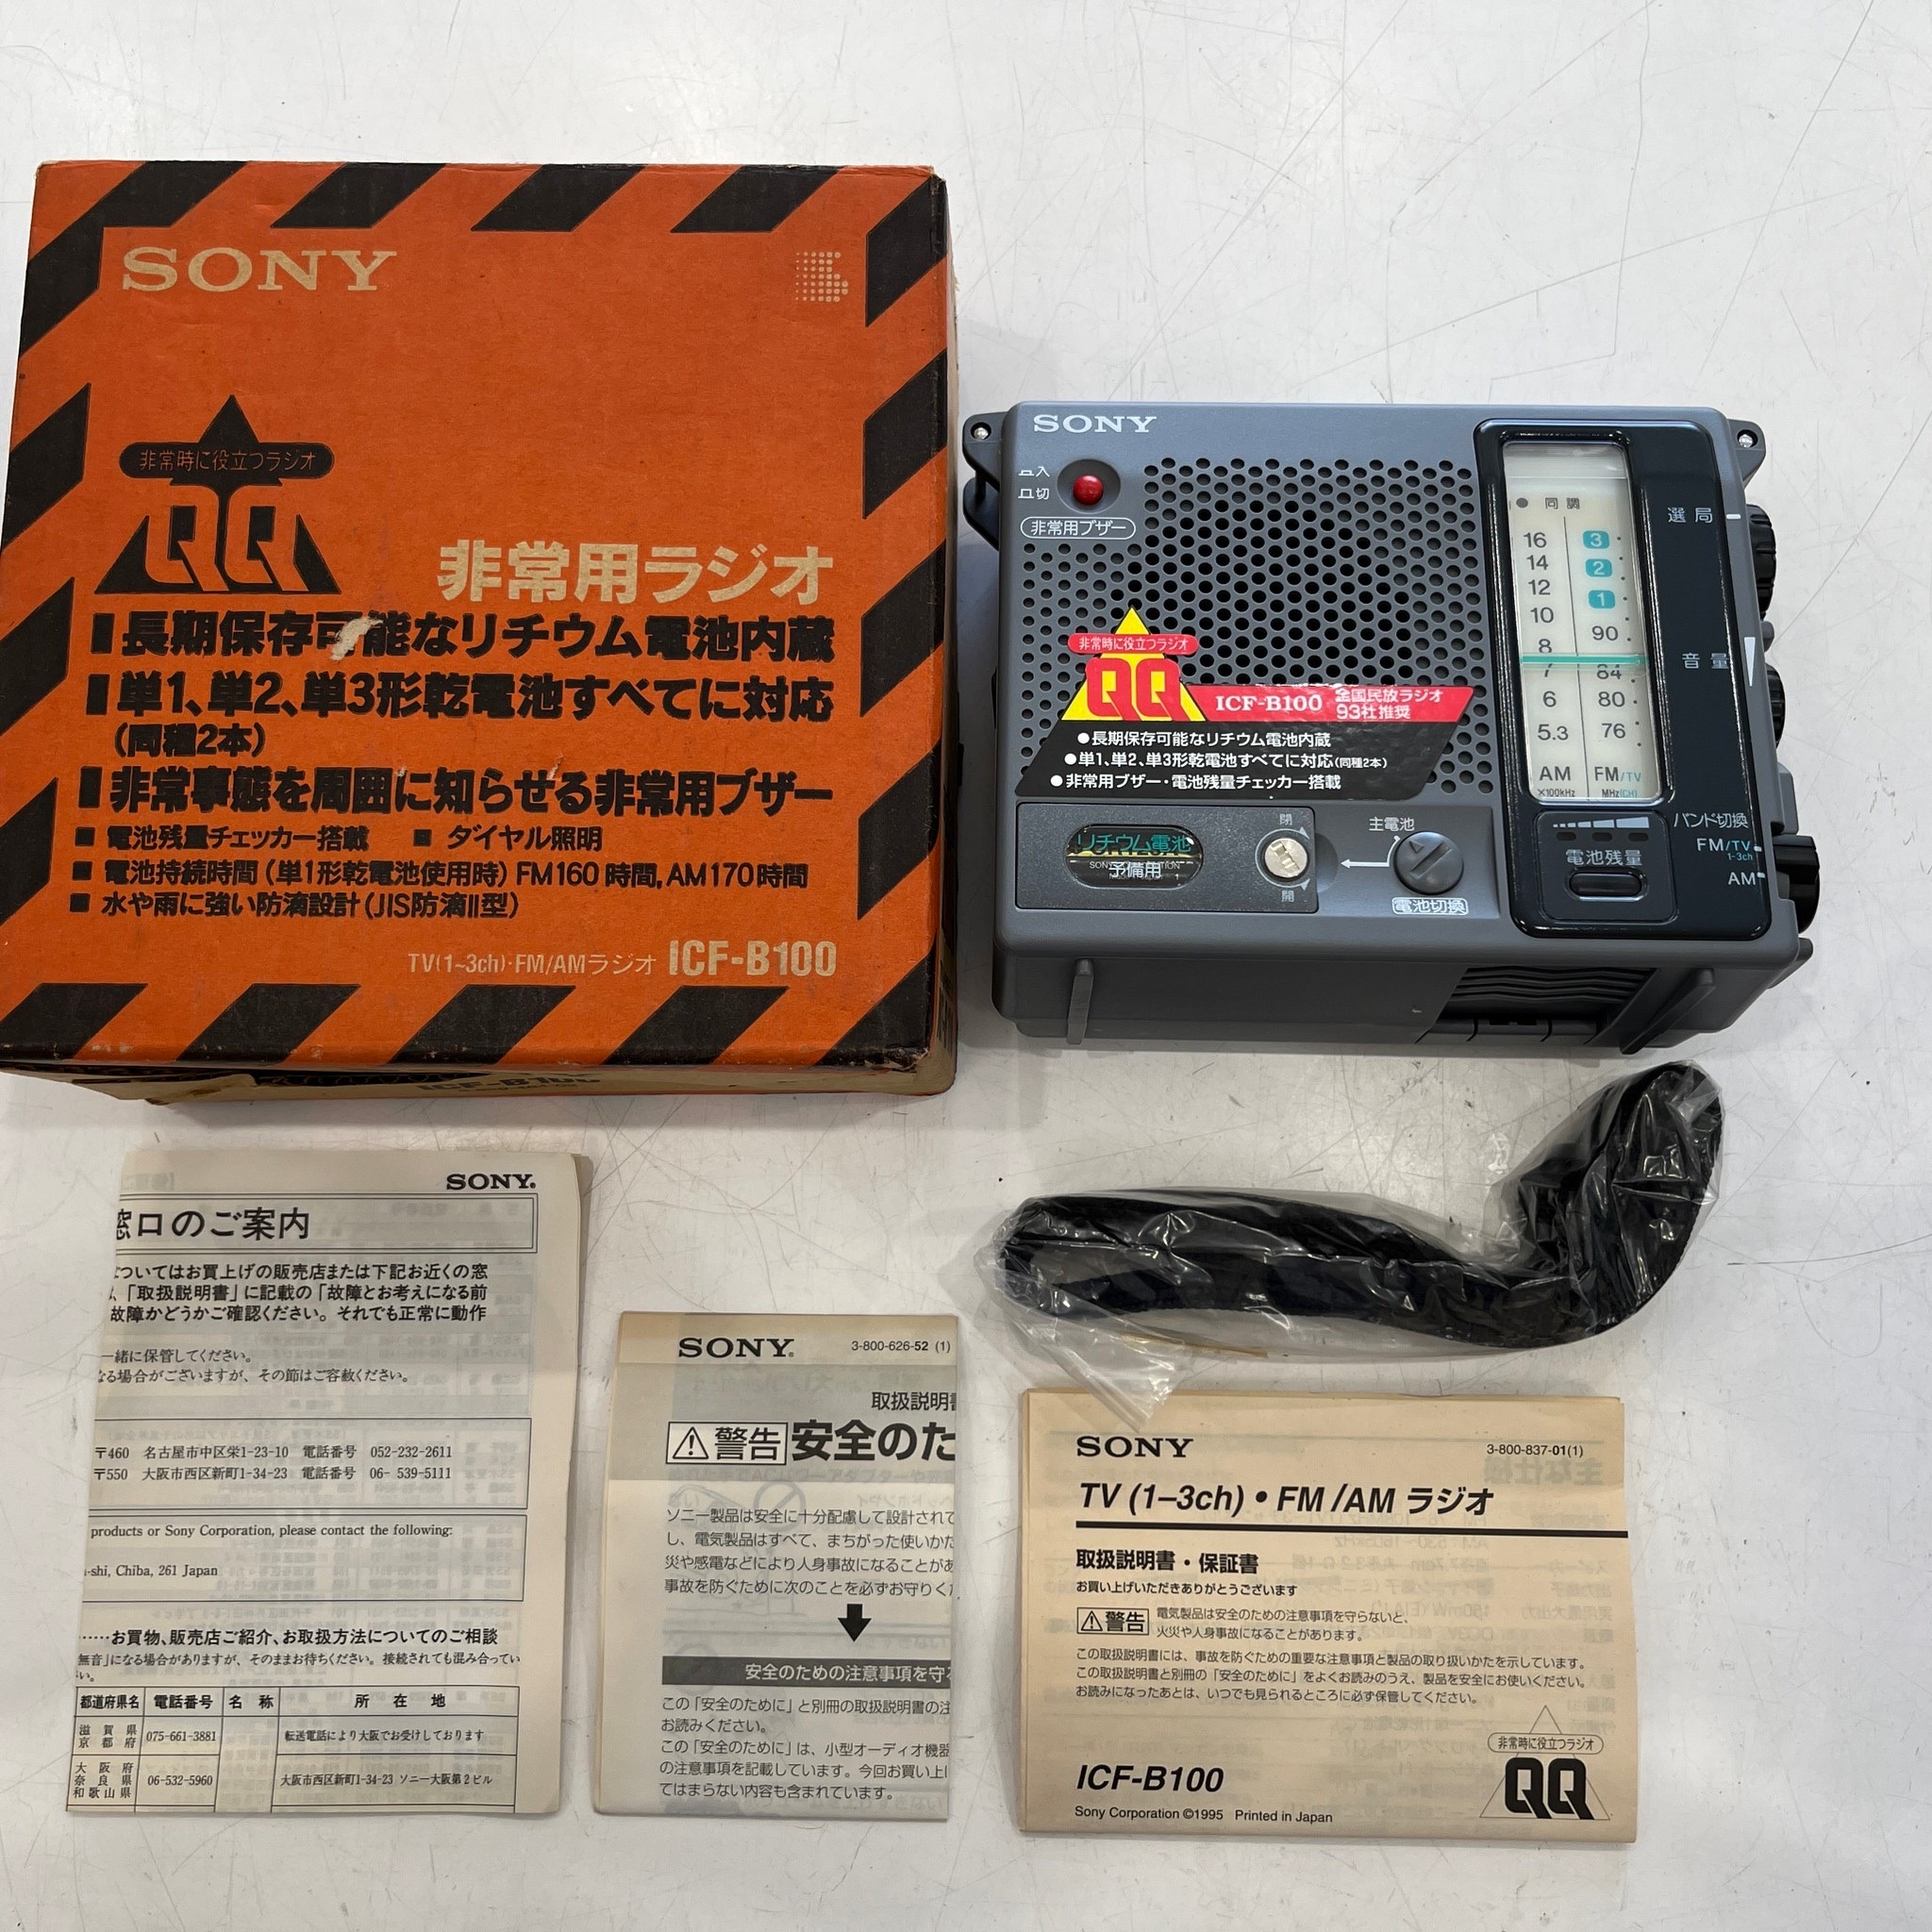 SONY
非常時に役立つラジオ
QQ
非常用ラジオ
長期保存可能なリチウム電池内蔵
単1、単2、単3形乾電池すべてに対応
(同種2本)
非常事態を周囲に知らせる非常用ブザー
■ 電池残量チェッカー搭載 ■ ダイヤル照明
■ 電池持続時間(単1形乾電池使用時)FM160時間,AM170時間
■ 水や雨に強い防滴設計(JIS防滴II型)
TV(1~3ch)·FM/AMラジオ ICF-B100
ICF-B100
SONY
入
切
非常用ブザー
非常時に役立つラジオ
QQ
ICF-B100 全国民放ラジオ
93社推奨
●長期保存可能なリチウム電池内蔵
●単1、単2、単3形乾電池すべてに対応(同種2本)
●非常用ブザー・電池残量チェッカー搭載
リチウム電池
予備用
閉
開
主電池
電池切換
● 同調
16 3
14 2
12 1
10 90
8
7 84
6 80
5.3 76
AM FM/TV
×100kHz MHz(CH)
電池残量
選局
音量
バンド切換
FM/TV
1-3ch
AM
SONY®
窓口のご案内
ついてはお買上げの販売店または下記お近くの窓
、「取扱説明書」に記載の「故障とお考えになる前
故障かどうかご確認ください。それでも正常に動作
一緒に保管してください。
なる場合がございますが、その節はご容赦ください。
〒460 名古屋市中区栄1-23-10 電話番号 052-232-2611
〒550 大阪市西区新町1-34-23 電話番号 06- 539-5111
products or Sony Corporation, please contact the following:
-shi, Chiba, 261 Japan
……お買物、販売店ご紹介、お取扱方法についてのご相談
無音」になる場合がありますが、そのままお待ちください。接続されても混み合ってい
い。
都道府県名 電話番号 名 称 所 在 地
滋 賀 県
京 都 府
075-661-3881
転送電話により大阪でお受けしております
大 阪 府
奈 良 県
和歌山県
06-532-5960
大阪市西区新町1-34-23 ソニー大阪第2ビル
SONY® 3-800-626-52 (1)
取扱説明書
警告 安全のた
ソニー製品は安全に十分配慮して設計されて
し、電気製品はすべて、まちがった使いかた
災や感電などにより人身事故になることがあ
事故を防ぐために次のことを必ずお守りく
安全のための注意事項を守
この「安全のために」と別冊の取扱説明書の注
お読みください。
この「安全のために」は、小型オーディオ機器
の注意事項を記載しています。今回お買い上
てはまらない内容も含まれています。
SONY 3-800-837-01(1)
TV (1–3ch) • FM /AM ラジオ
取扱説明書・保証書
お買い上げいただきありがとうございます
警告 電気製品は安全のための注意事項を守らないと、
火災や人身事故になることがあります。
この取扱説明書には、事故を防ぐための重要な注意事項と製品の取り扱いかたを示しています。
この取扱説明書と別冊の「安全のために」をよくお読みのうえ、製品を安全にお使いください。
お読みになったあとは、いつでも見られるところに必ず保管してください。
非常時に役立つラジオ
QQ
ICF-B100
Sony Corporation ©1995 Printed in Japan